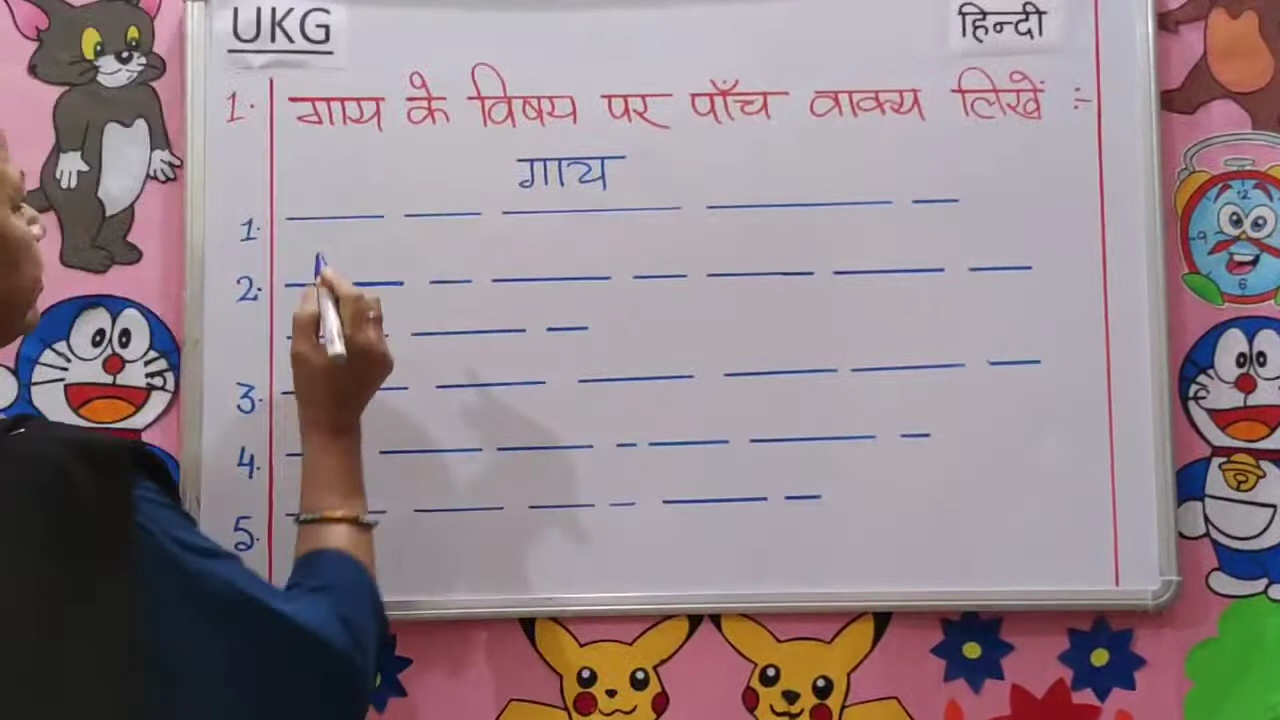 UKG हिन्दी
1. गाय के विषय पर पाँच वाक्य लिखें :-
गाय
1.
2.
3.
4.
5.